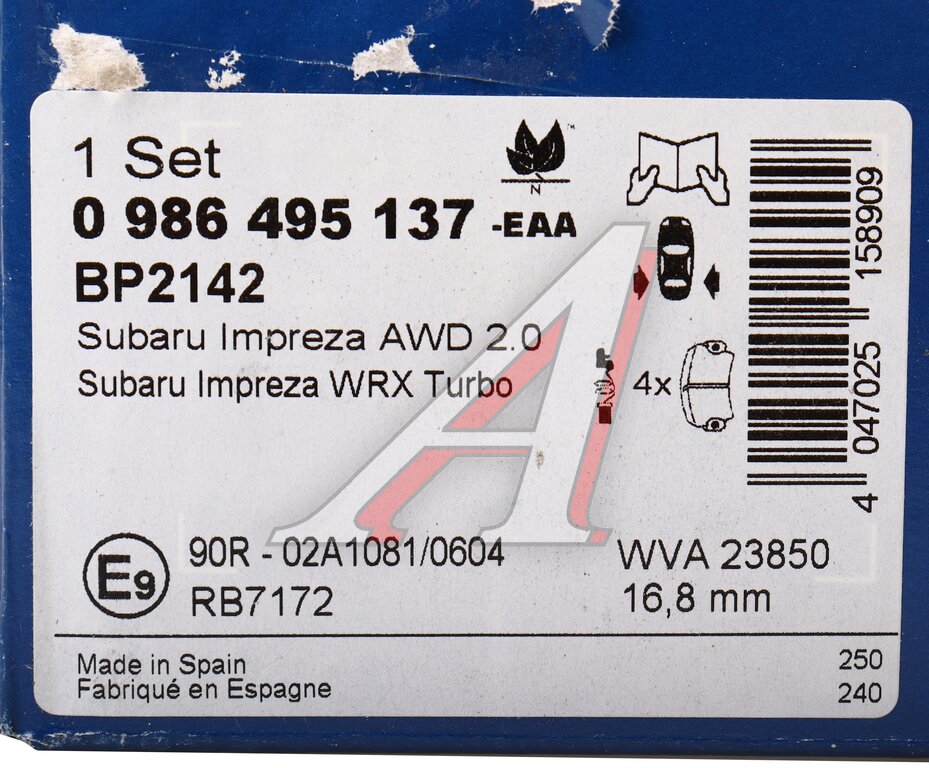 1 Set
0 986 495 137 -EAA
BP2142
Subaru Impreza AWD 2.0
Subaru Impreza WRX Turbo
N
4x
4 047025 158909
E9
90R - 02A1081/0604
RB7172
WVA 23850
16,8 mm
Made in Spain
Fabriqué en Espagne
250
240